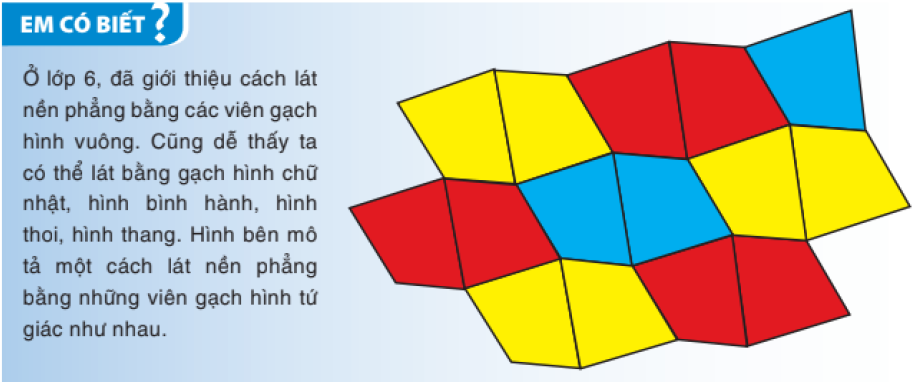 EM CÓ BIẾT?
Ở lớp 6, đã giới thiệu cách lát
nền phẳng bằng các viên gạch
hình vuông. Cũng dễ thấy ta
có thể lát bằng gạch hình chữ
nhật, hình bình hành, hình
thoi, hình thang. Hình bên mô
tả một cách lát nền phẳng
bằng những viên gạch hình tứ
giác như nhau.